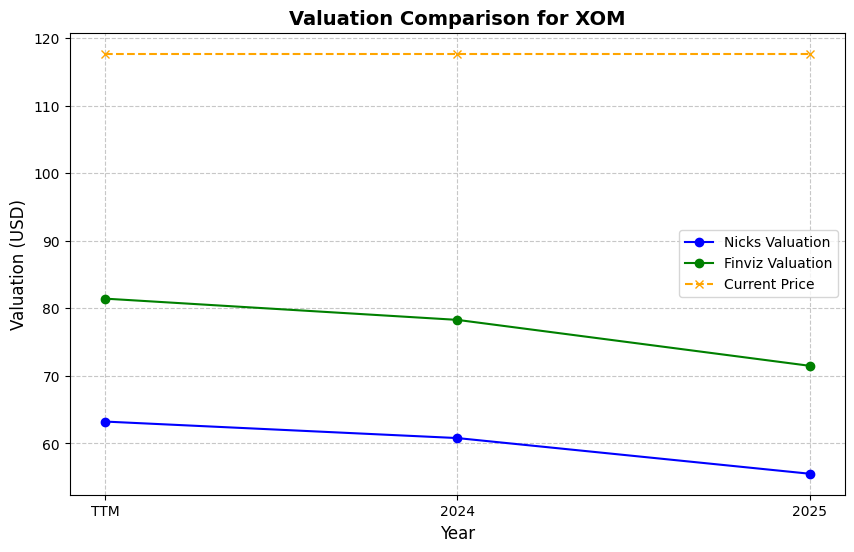 Valuation Comparison for XOM
120
110
100
90
80
70
60
Valuation (USD)
Nicks Valuation
Finviz Valuation
Current Price
TTM
2024
2025
Year